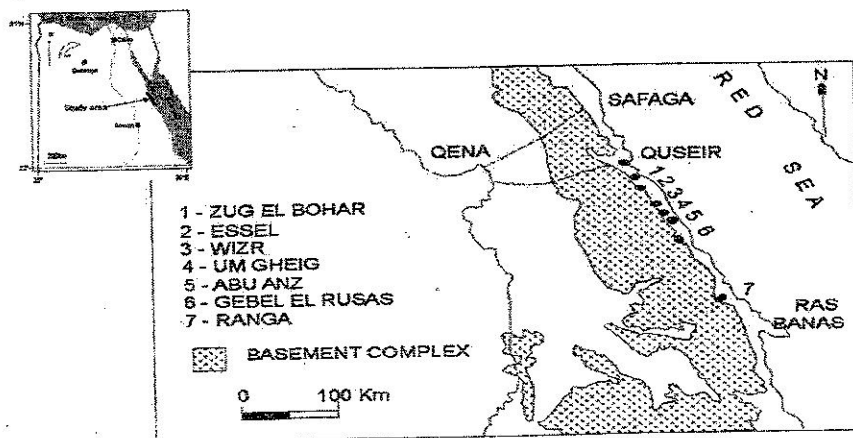 Cairo
Study area
Aswan
N
RED SEA
SAFAGA
QENA
QUSEIR
1 2 3 4 5 6
7
RAS
BANAS
1 - ZUG EL BOHAR
2 - ESSEL
3 - WIZR
4 - UM GHEIG
5 - ABU ANZ
6 - GEBEL EL RUSAS
7 - RANGA
BASEMENT COMPLEX
0 100 Km